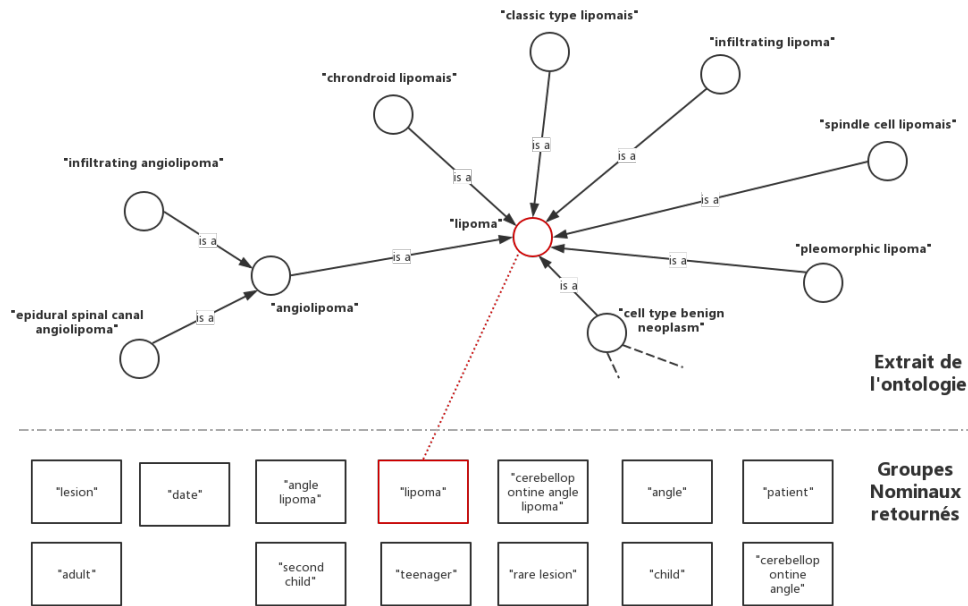 "classic type lipomais"
"infiltrating lipoma"
"chrondroid lipomais"
"spindle cell lipomais"
is a
is a
"infiltrating angiolipoma"
is a
is a
"lipoma"
is a
"pleomorphic lipoma"
is a
is a
is a
"angiolipoma"
"epidural spinal canal
angiolipoma"
is a
"cell type benign
neoplasm"
Extrait de
l'ontologie
"lesion"
"date"
"angle
lipoma"
"lipoma"
"cerebellop
ontine angle
lipoma"
"angle"
"patient"
Groupes
Nominaux
retournés
"adult"
"second
child"
"teenager"
"rare lesion"
"child"
"cerebellop
ontine
angle"